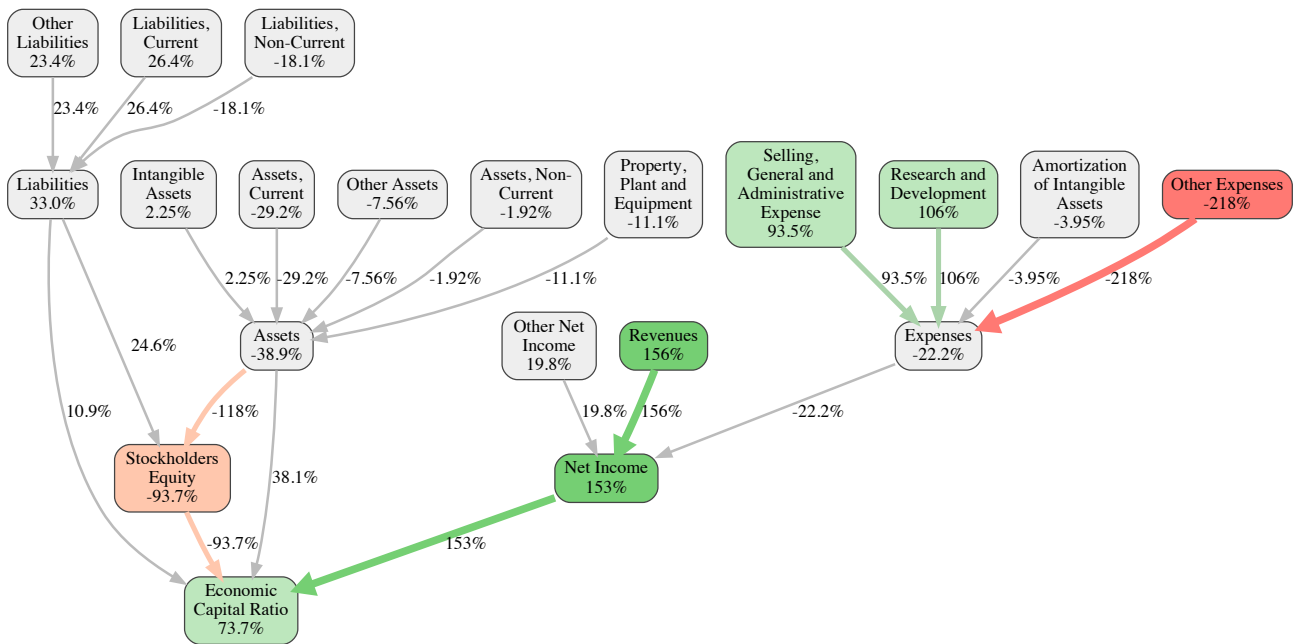 Other
Liabilities
23.4%
Liabilities,
Current
26.4%
Liabilities,
Non-Current
-18.1%
23.4%
26.4%
-18.1%
Liabilities
33.0%
Intangible
Assets
2.25%
Assets,
Current
-29.2%
Other Assets
-7.56%
Assets, Non-
Current
-1.92%
Property,
Plant and
Equipment
-11.1%
Selling,
General and
Administrative
Expense
93.5%
Research and
Development
106%
Amortization
of Intangible
Assets
-3.95%
Other Expenses
-218%
2.25%
-29.2%
-7.56%
-1.92%
-11.1%
93.5%
106%
-3.95%
-218%
Assets
-38.9%
Other Net
Income
19.8%
Revenues
156%
Expenses
-22.2%
24.6%
10.9%
-118%
38.1%
19.8%
156%
-22.2%
Stockholders
Equity
-93.7%
Net Income
153%
-93.7%
153%
Economic
Capital Ratio
73.7%